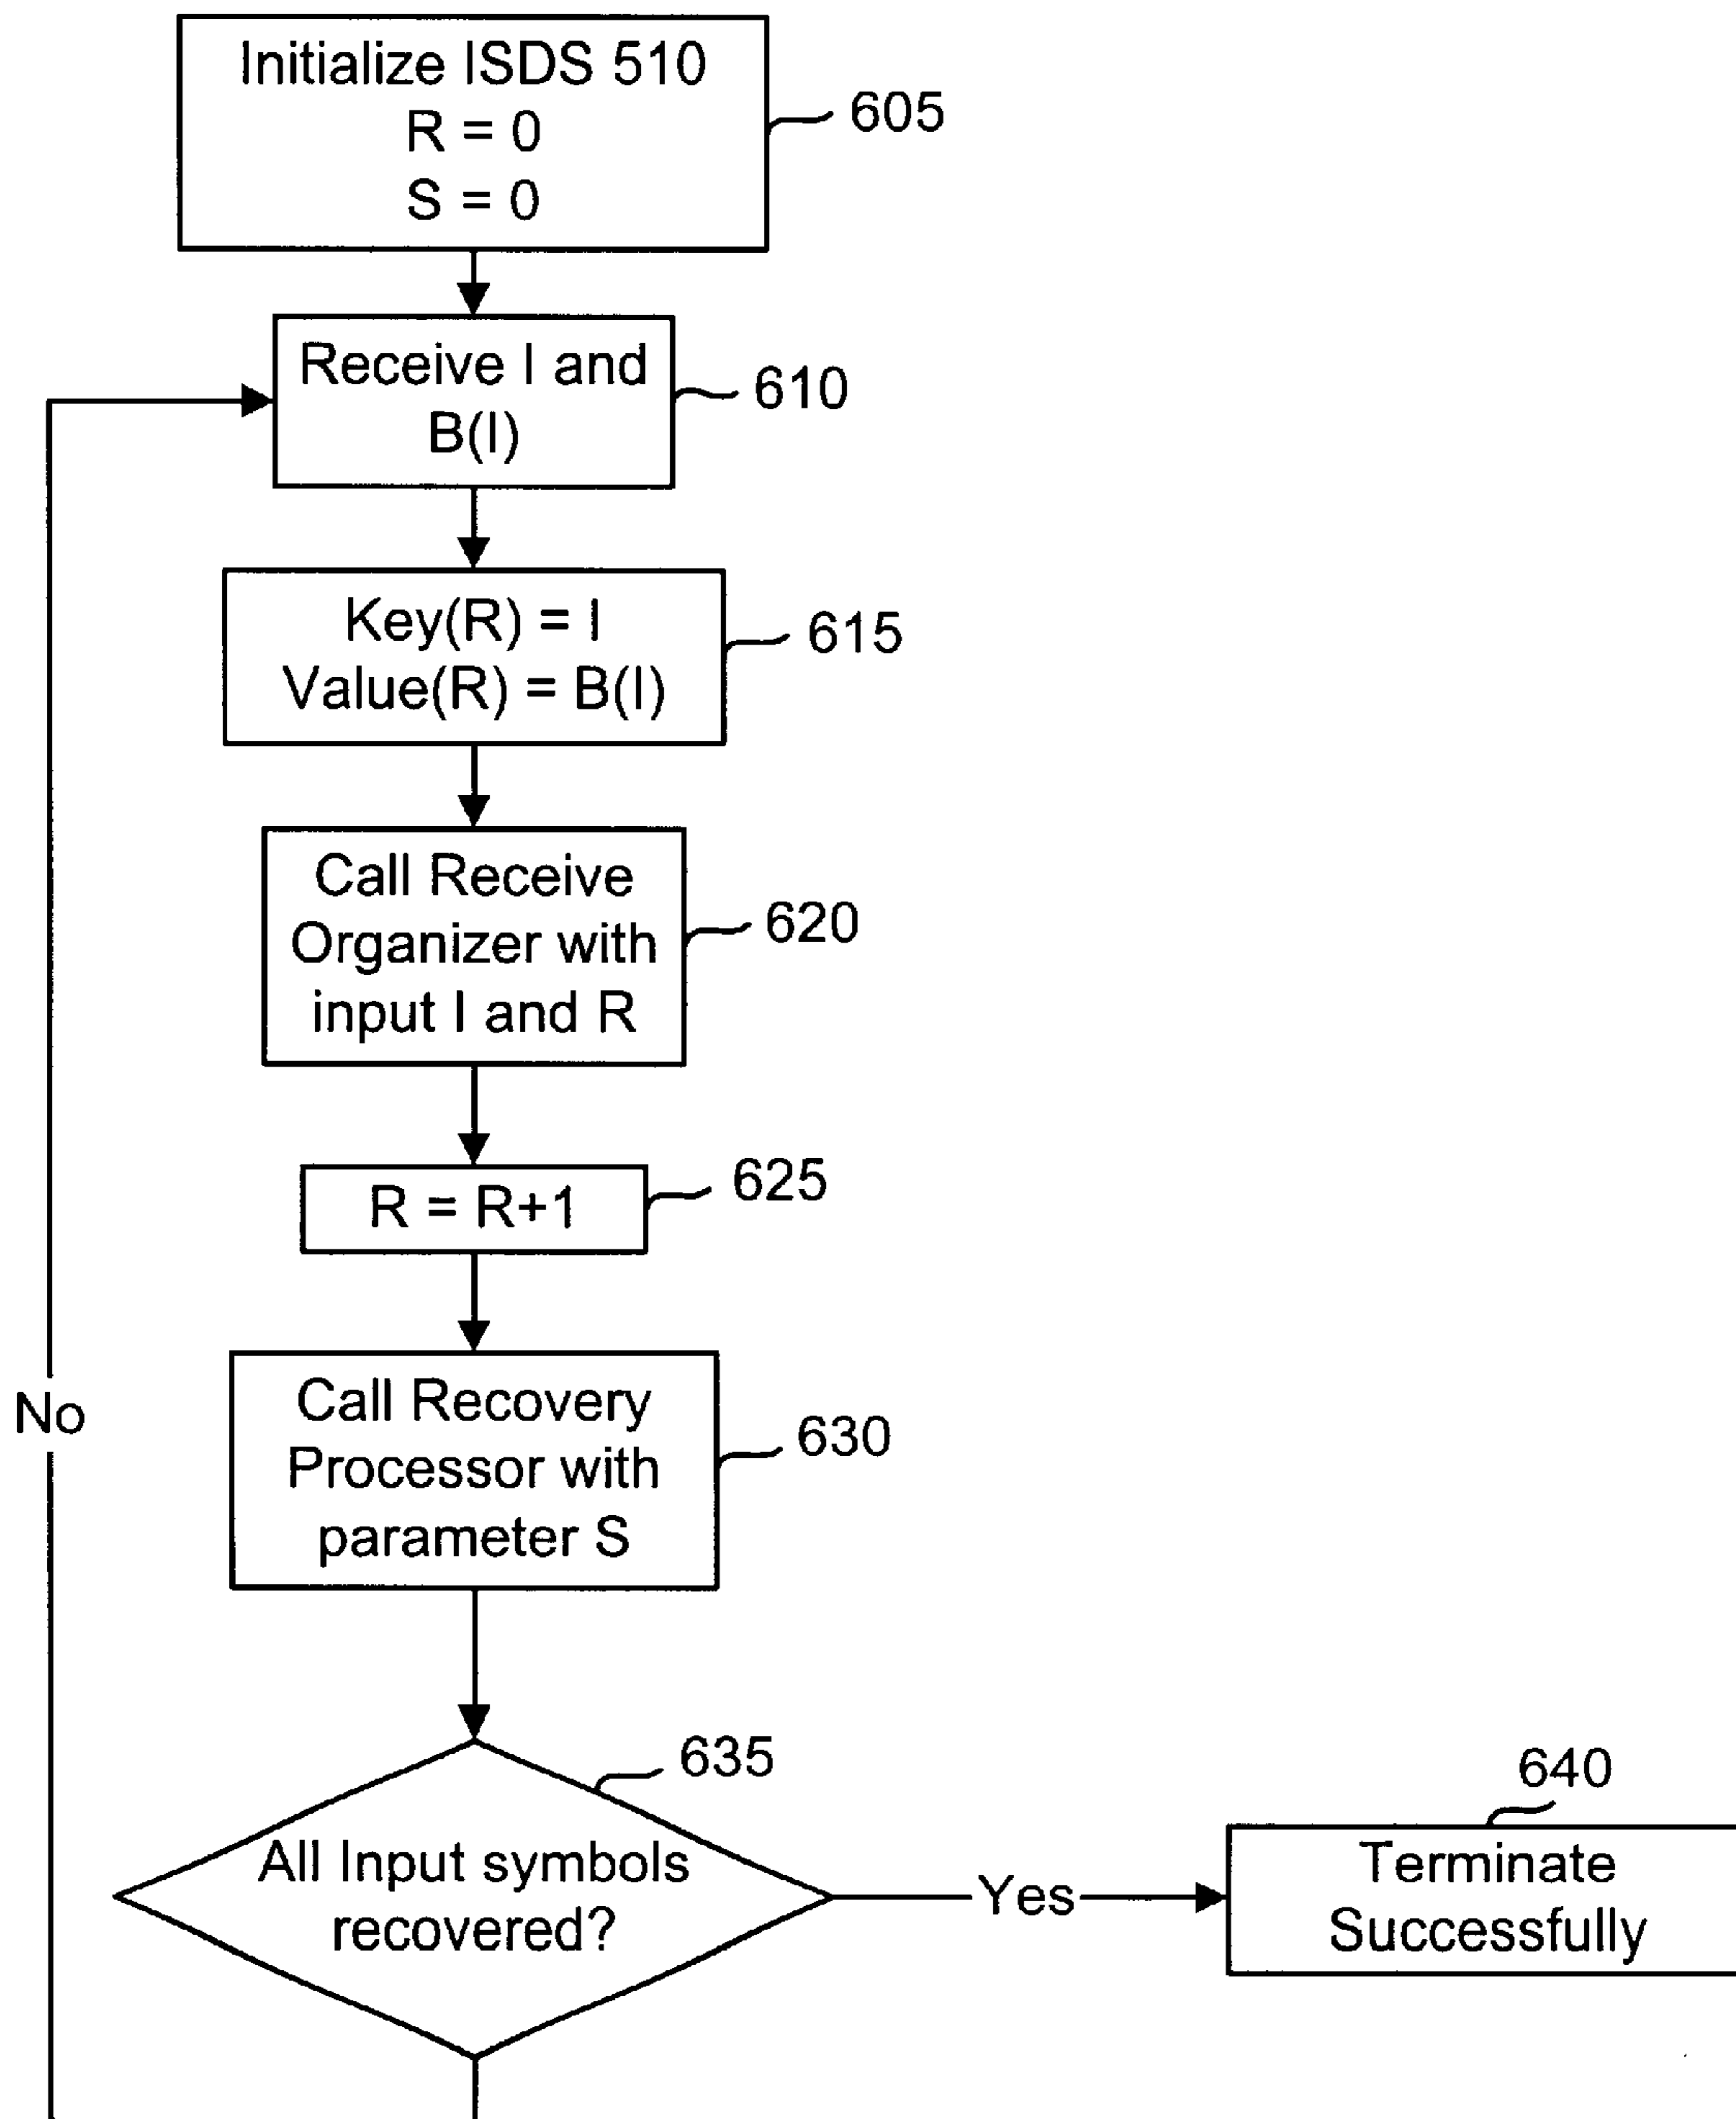 Initialize ISDS 510
R = 0
S = 0
605
Receive I and
B(I)
610
Key(R) = I
Value(R) = B(I)
615
Call Receive
Organizer with
input I and R
620
R = R+1
625
Call Recovery
Processor with
parameter S
630
No
All Input symbols
recovered?
635
Yes
640
Terminate
Successfully